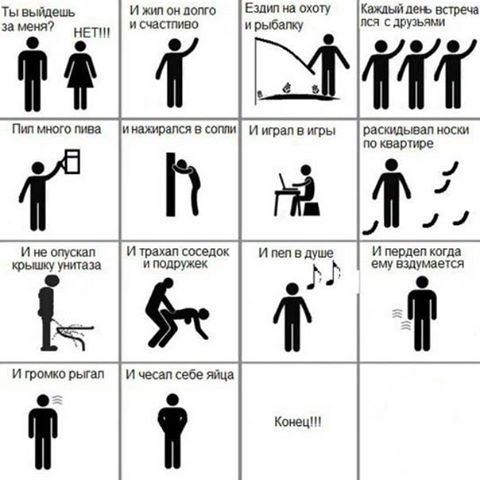 Ты выйдешь
за меня?
НЕТ!!!
И жил он долго
и счастливо
Ездил на охоту
и рыбалку
Каждый день встреча
лся с друзьями
Пил много пива
и нажирался в сопли
И играл в игры
раскидывал носки
по квартире
И не опускал
крышку унитаза
И трахал соседок
и подружек
И пел в душе
И пердел когда
ему вздумается
И громко рыгал
И чесал себе яйца
Конец!!!